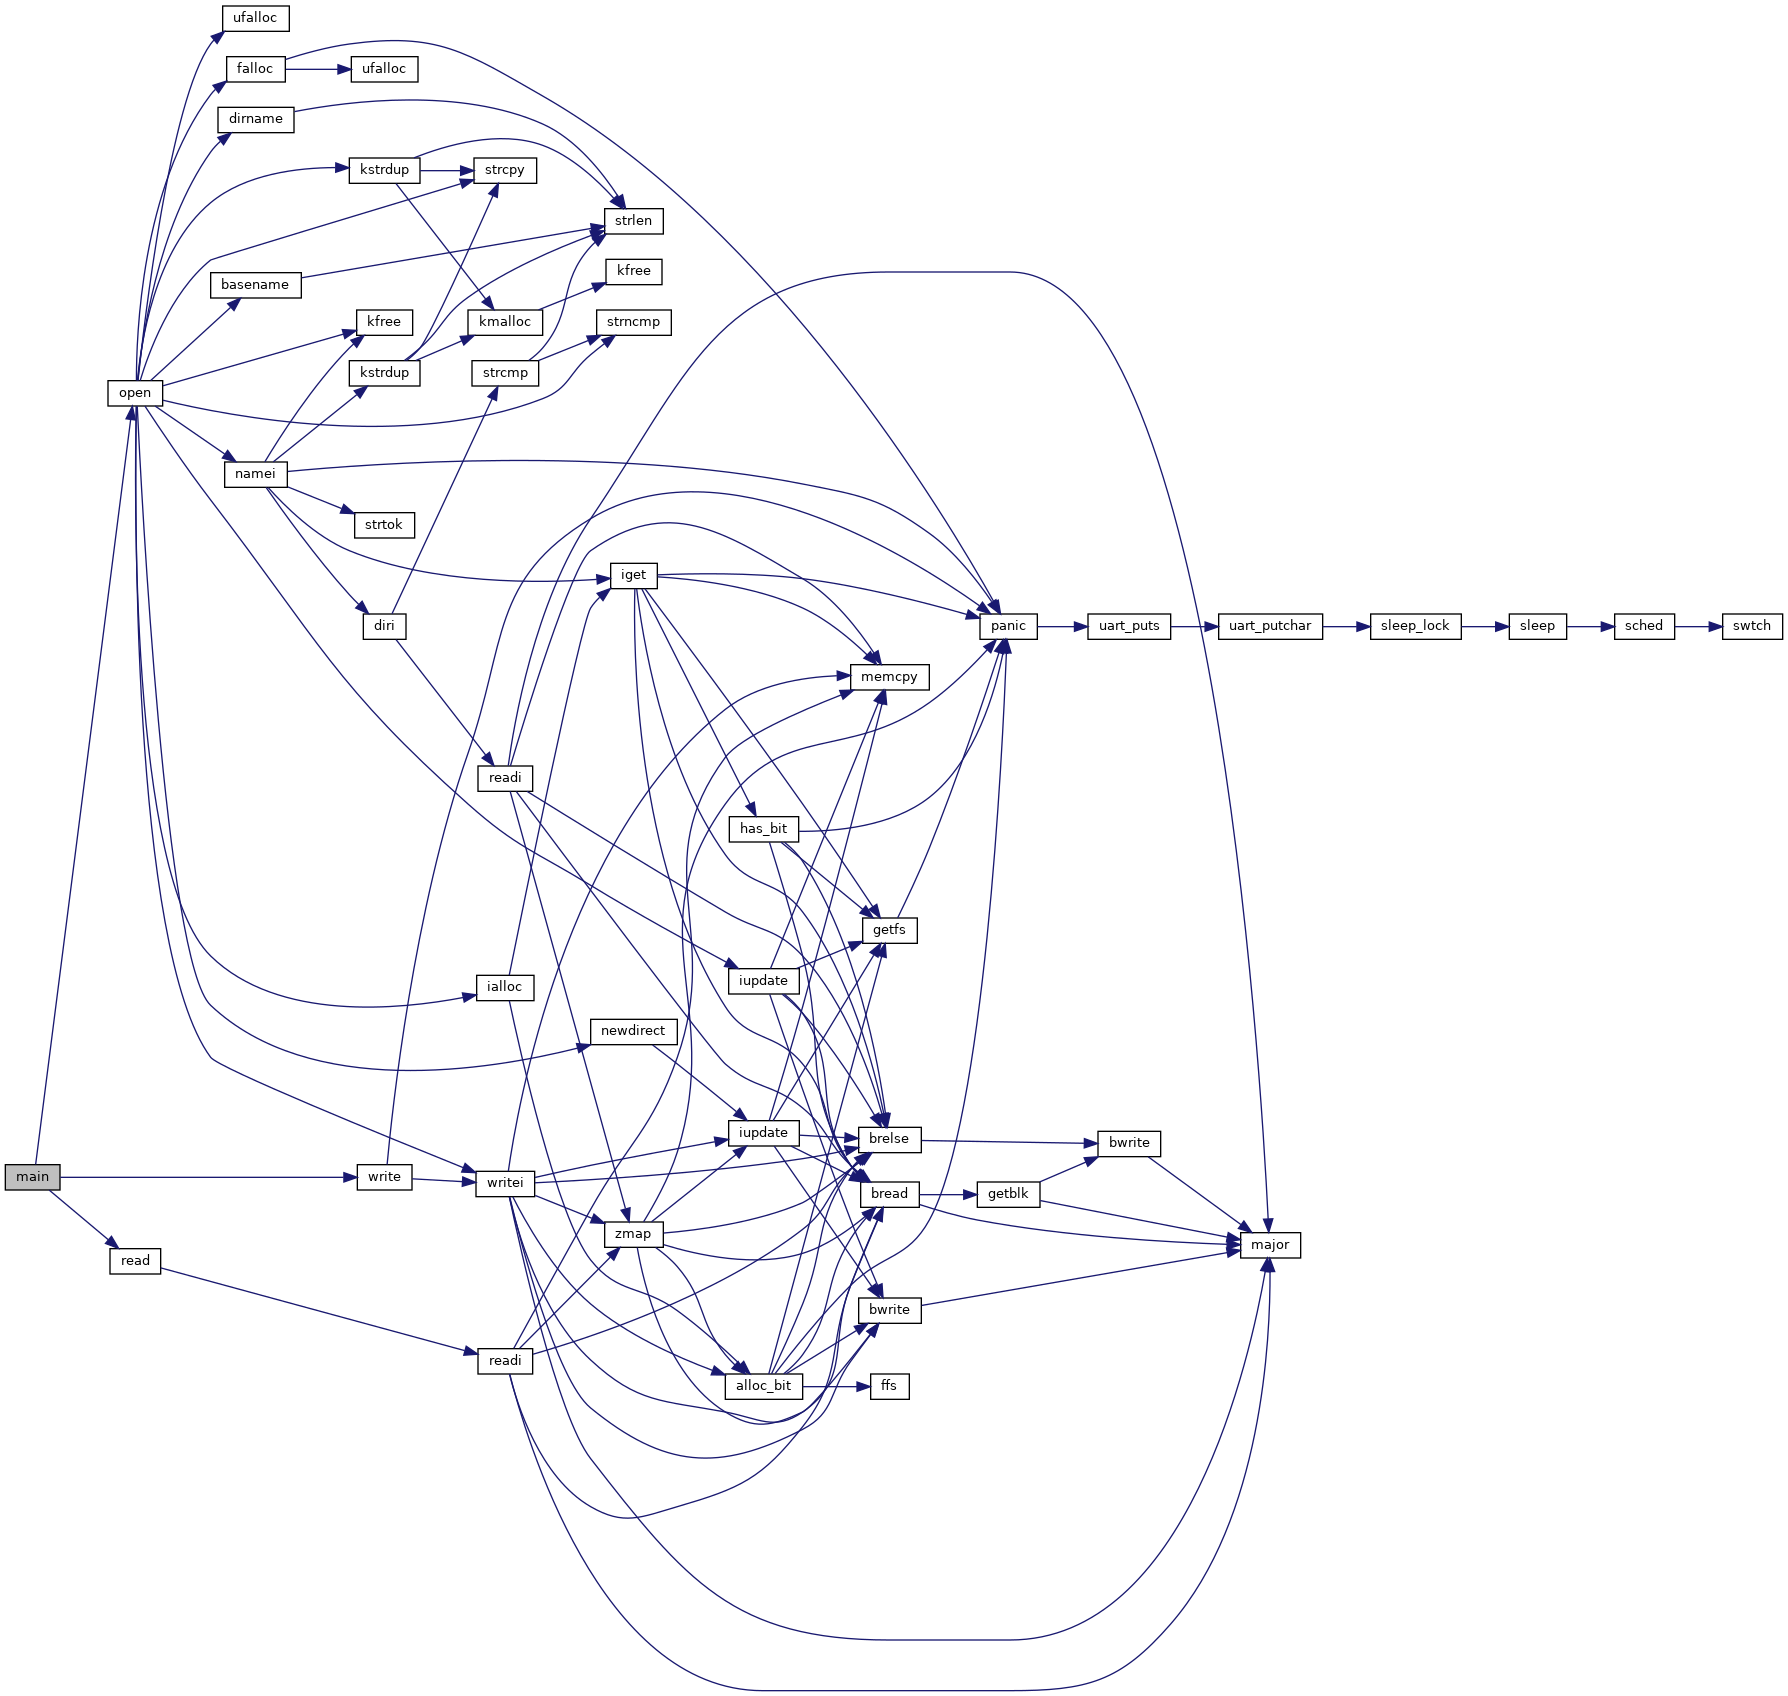 ufalloc
falloc
ufalloc
dirname
kstrdup
strcpy
strlen
basename
kfree
kfree
kmalloc
strncmp
kstrdup
strcmp
open
namei
strtok
iget
diri
panic
uart_puts
uart_putchar
sleep_lock
sleep
sched
swtch
memcpy
readi
has_bit
getfs
iupdate
ialloc
newdirect
iupdate
brelse
bwrite
main
write
writei
bread
getblk
zmap
major
read
bwrite
readi
alloc_bit
ffs